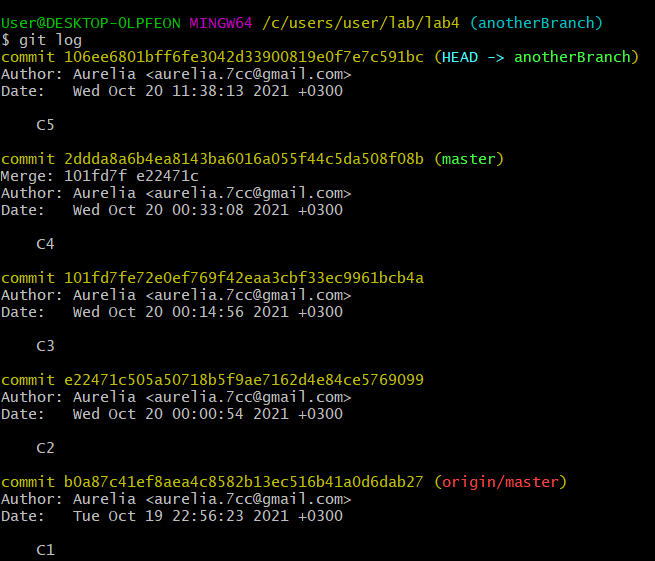 User@DESKTOP-OLPFEON MINGW64 /c/users/user/lab/lab4 (anotherBranch)
$ git log
commit 106ee6801bff6fe3042d33900819e0f7e7c591bc (HEAD -> anotherBranch)
Author: Aurelia <aurelia.7cc@gmail.com>
Date:   Wed Oct 20 11:38:13 2021 +0300
C5
commit 2ddda8a6b4ea8143ba6016a055f44c5da508f08b (master)
Merge: 101fd7f e22471c
Author: Aurelia <aurelia.7cc@gmail.com>
Date:   Wed Oct 20 00:33:08 2021 +0300
C4
commit 101fd7fe72e0ef769f42eaa3cbf33ec9961bcb4a
Author: Aurelia <aurelia.7cc@gmail.com>
Date:   Wed Oct 20 00:14:56 2021 +0300
C3
commit e22471c505a50718b5f9ae7162d4e84ce5769099
Author: Aurelia <aurelia.7cc@gmail.com>
Date:   Wed Oct 20 00:00:54 2021 +0300
C2
commit b0a87c41ef8aea4c8582b13ec516b41a0d6dab27 (origin/master)
Author: Aurelia <aurelia.7cc@gmail.com>
Date:   Tue Oct 19 22:56:23 2021 +0300
C1